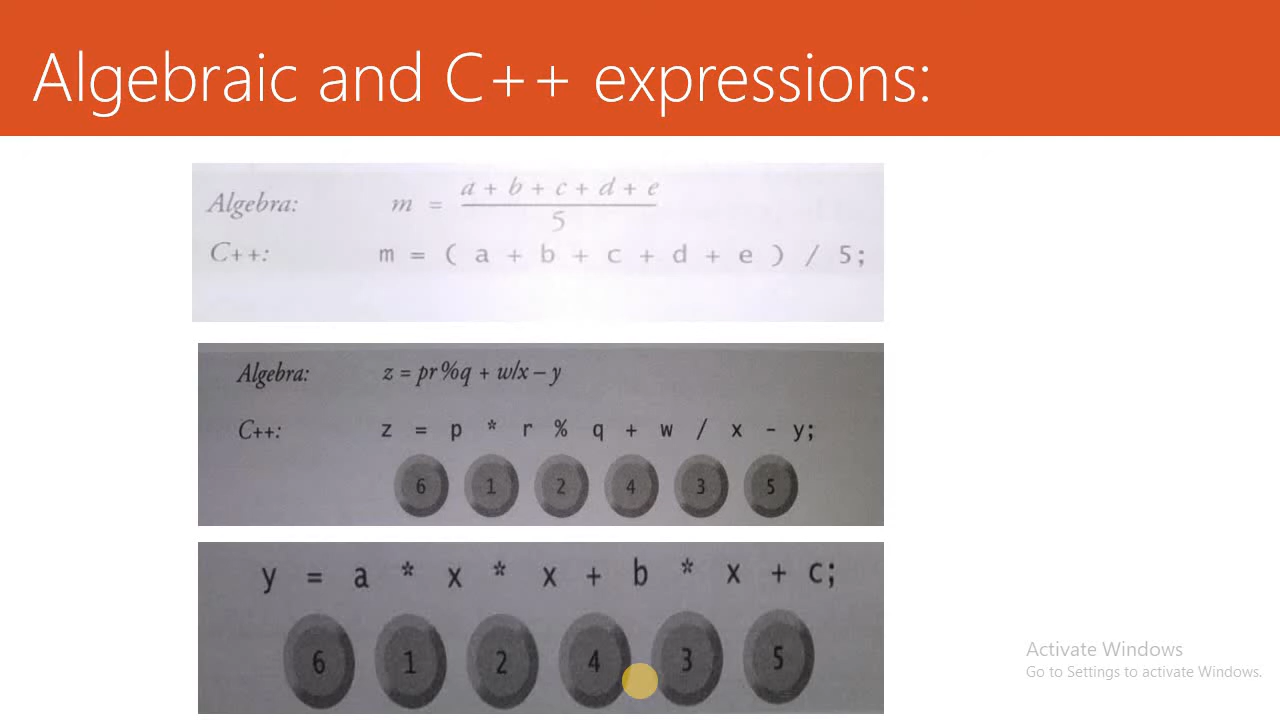 Algebraic and C++ expressions:
Algebra: m = a + b + c + d + e
5
C++: m = ( a + b + c + d + e ) / 5;
Algebra: z = pr%q + w/x – y
C++: z = p * r % q + w / x - y;
6 1 2 4 3 5
y = a * x * x + b * x + c;
6 1 2 4 3 5
Activate Windows
Go to Settings to activate Windows.